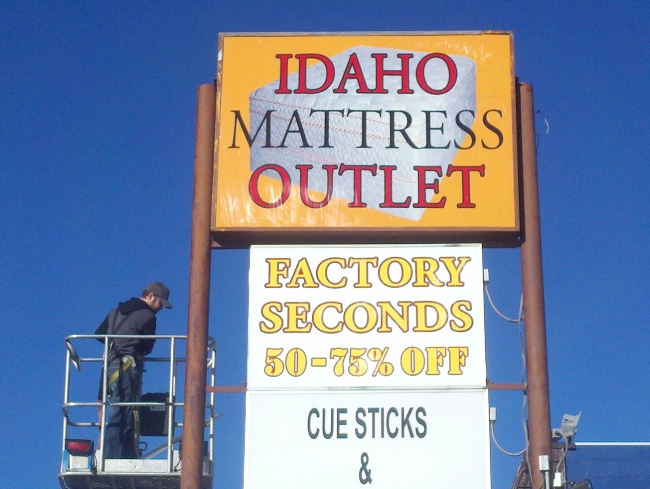 IDAHO
MATTRESS
OUTLET
FACTORY
SECONDS
50-75% OFF
CUE STICKS
&